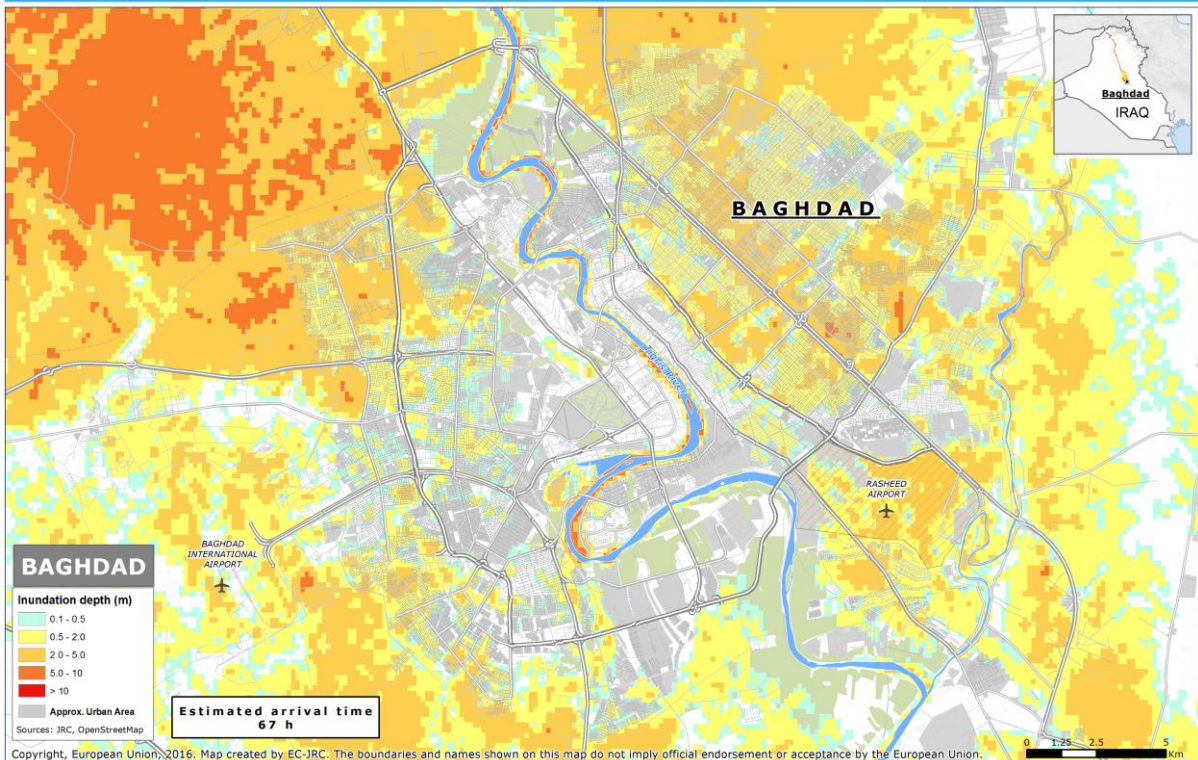 Baghdad
IRAQ
BAGHDAD
Tigris River
RASHEED
AIRPORT
BAGHDAD
INTERNATIONAL
AIRPORT
BAGHDAD
Inundation depth (m)
0.1 - 0.5
0.5 - 2.0
2.0 - 5.0
5.0 - 10
> 10
Approx. Urban Area
Sources: JRC, OpenStreetMap
Estimated arrival time
67 h
0 1.25 2.5 5
Km
Copyright, European Union, 2016. Map created by EC-JRC. The boundaries and names shown on this map do not imply official endorsement or acceptance by the European Union.